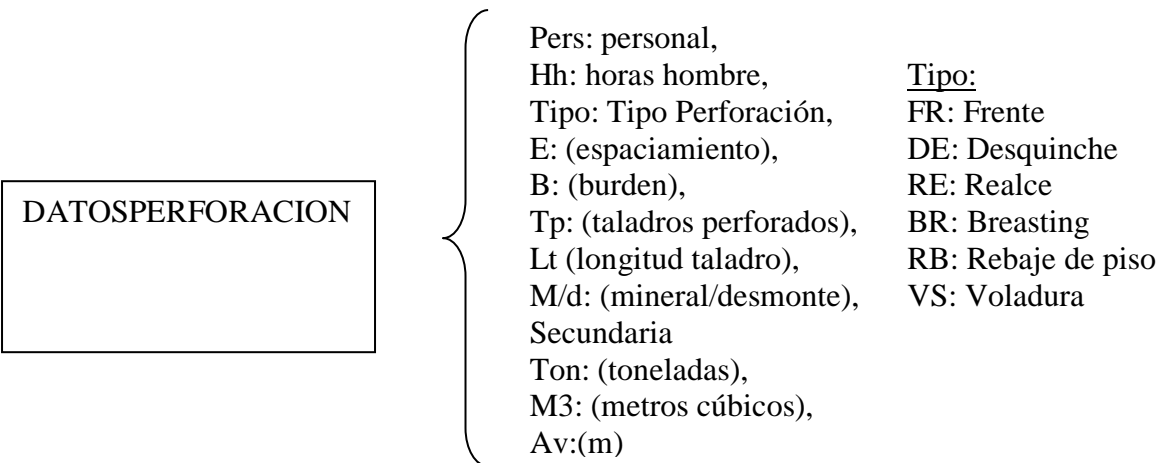 DATOSPERFORACION
Pers: personal,
Hh: horas hombre,
Tipo: Tipo Perforación,
E: (espaciamiento),
B: (burden),
Tp: (taladros perforados),
Lt (longitud taladro),
M/d: (mineral/desmonte),
Secundaria
Ton: (toneladas),
M3: (metros cúbicos),
Av:(m)
Tipo:
FR: Frente
DE: Desquinche
RE: Realce
BR: Breasting
RB: Rebaje de piso
VS: Voladura